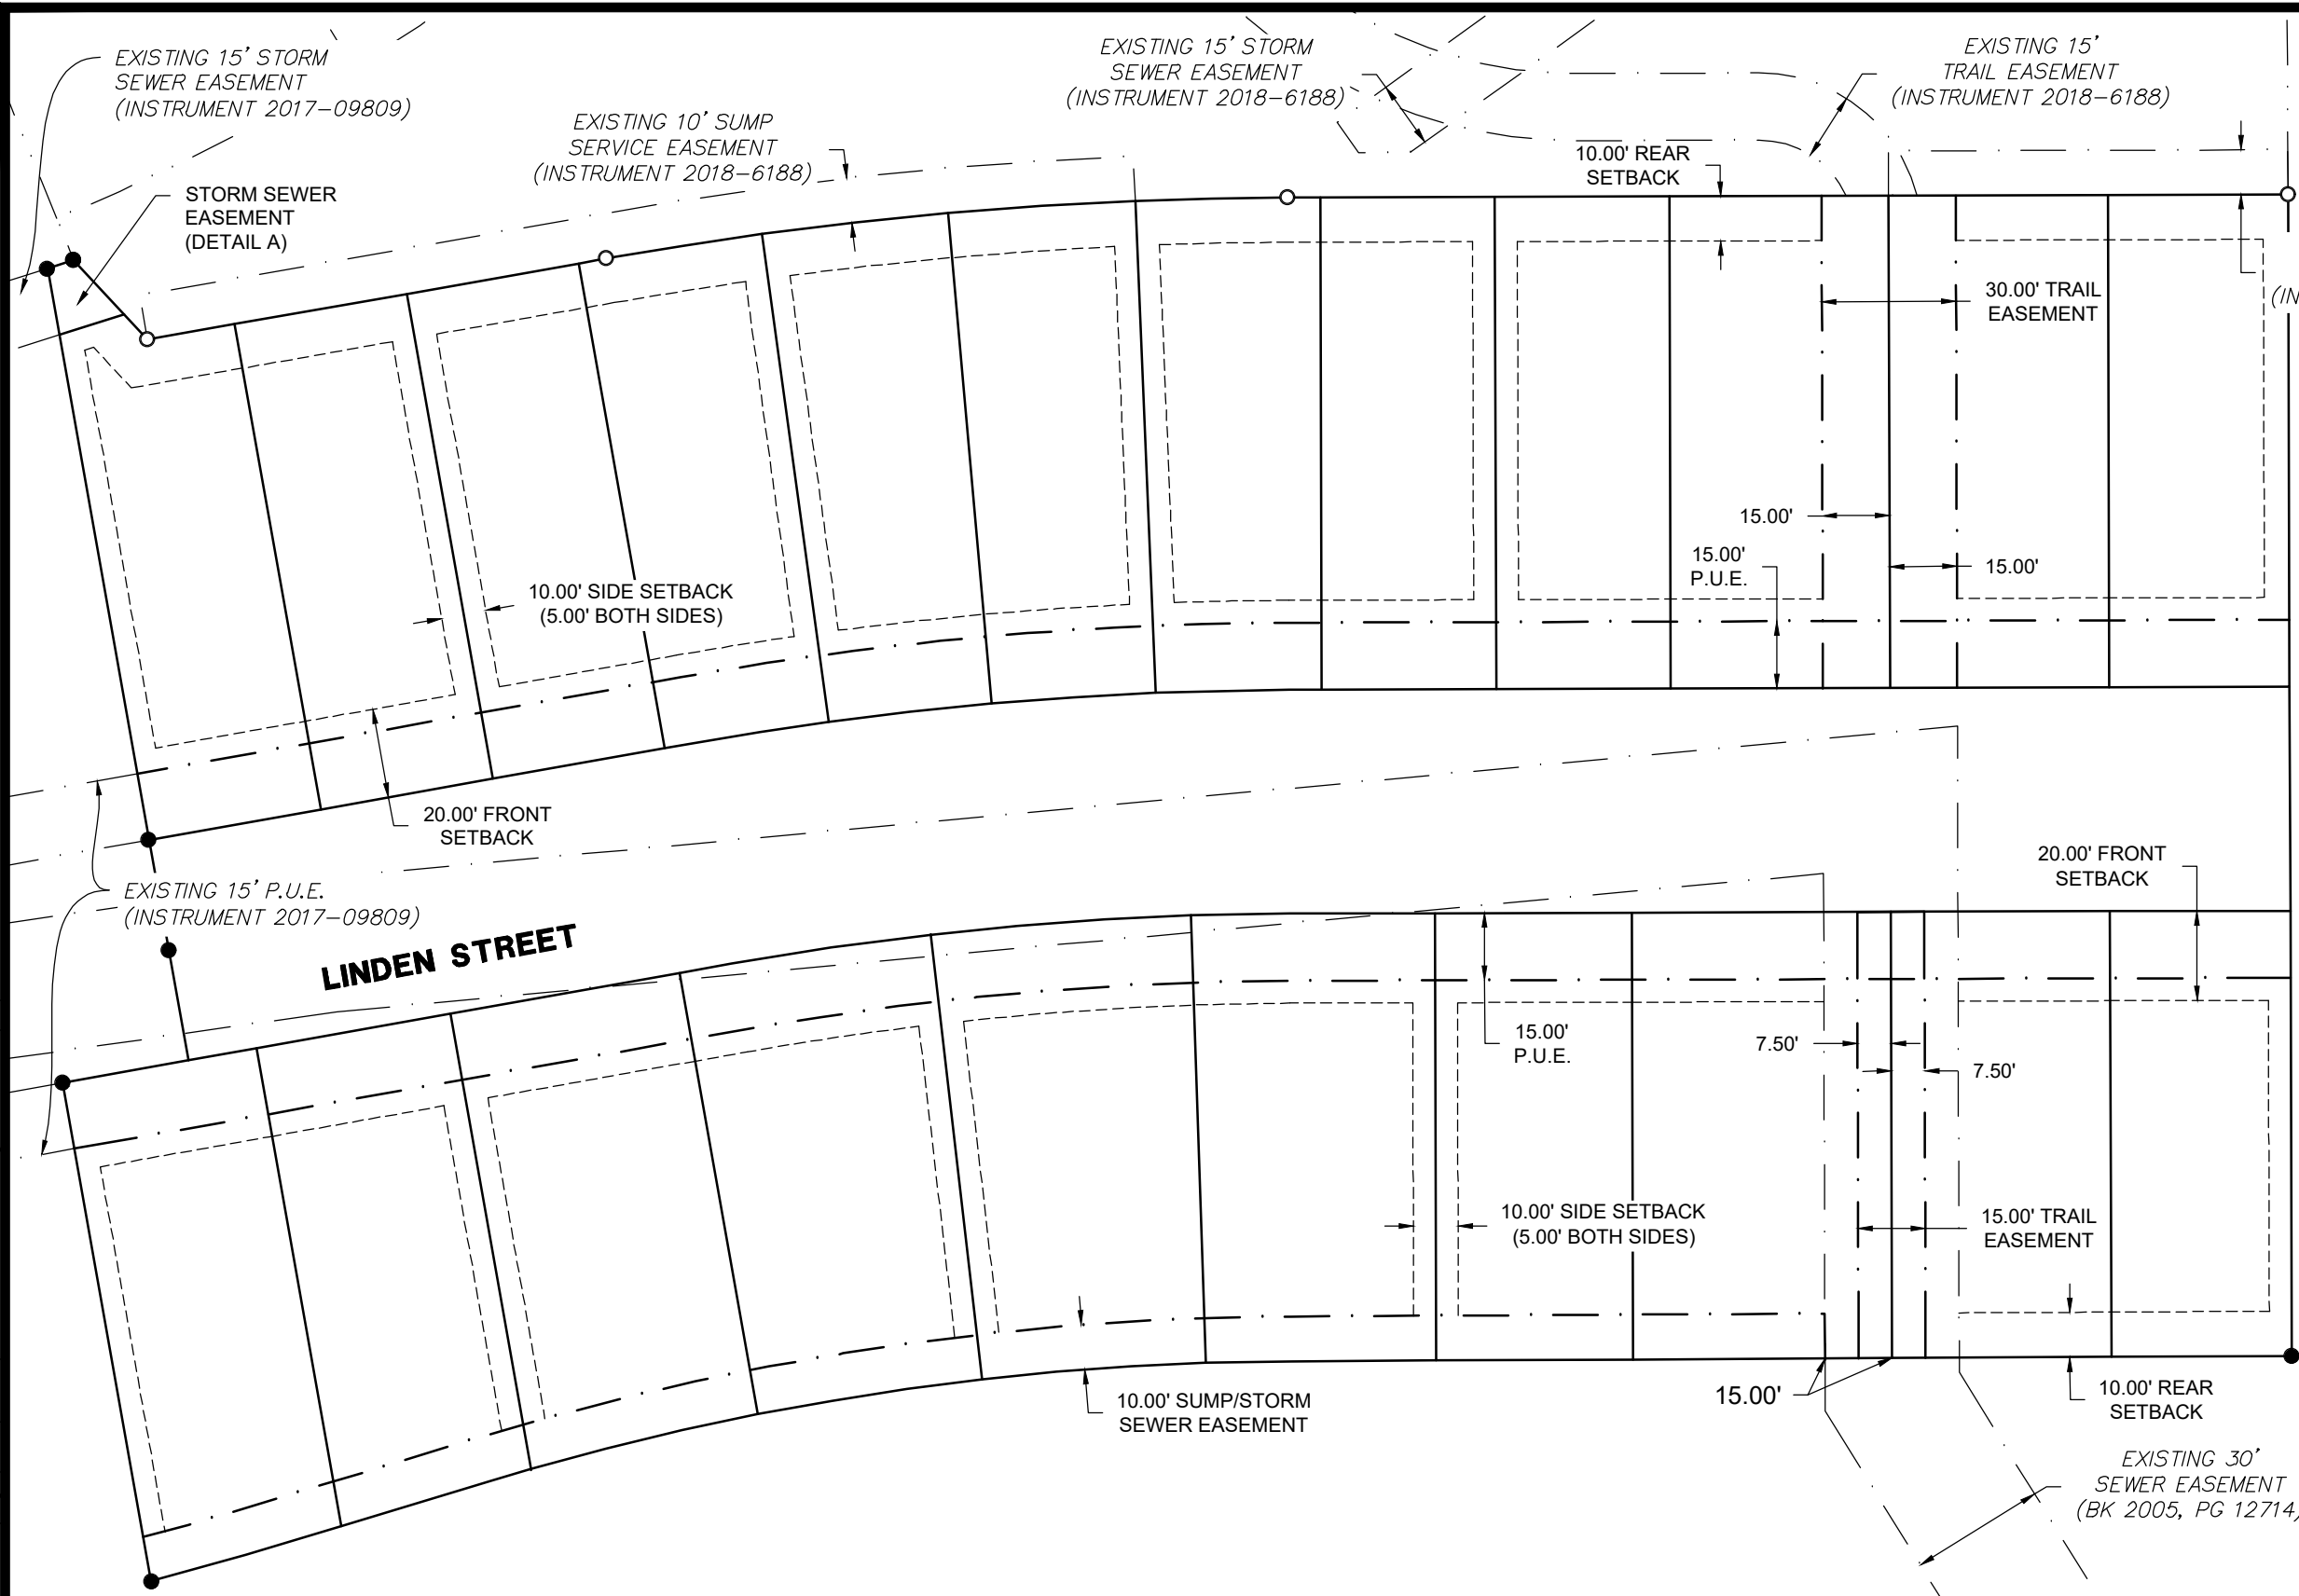 EXISTING 15' STORM
SEWER EASEMENT
(INSTRUMENT 2017-09809)
EXISTING 15' STORM
SEWER EASEMENT
(INSTRUMENT 2018-6188)
EXISTING 15'
TRAIL EASEMENT
(INSTRUMENT 2018-6188)
EXISTING 10' SUMP
SERVICE EASEMENT
(INSTRUMENT 2018-6188)
10.00' REAR
SETBACK
STORM SEWER
EASEMENT
(DETAIL A)
30.00' TRAIL
EASEMENT
(IN
15.00'
15.00'
P.U.E.
15.00'
10.00' SIDE SETBACK
(5.00' BOTH SIDES)
20.00' FRONT
SETBACK
20.00' FRONT
SETBACK
EXISTING 15' P.U.E.
(INSTRUMENT 2017-09809)
LINDEN STREET
15.00'
P.U.E.
7.50'
7.50'
10.00' SIDE SETBACK
(5.00' BOTH SIDES)
15.00' TRAIL
EASEMENT
10.00' SUMP/STORM
SEWER EASEMENT
15.00'
10.00' REAR
SETBACK
EXISTING 30'
SEWER EASEMENT
(BK 2005, PG 12714)